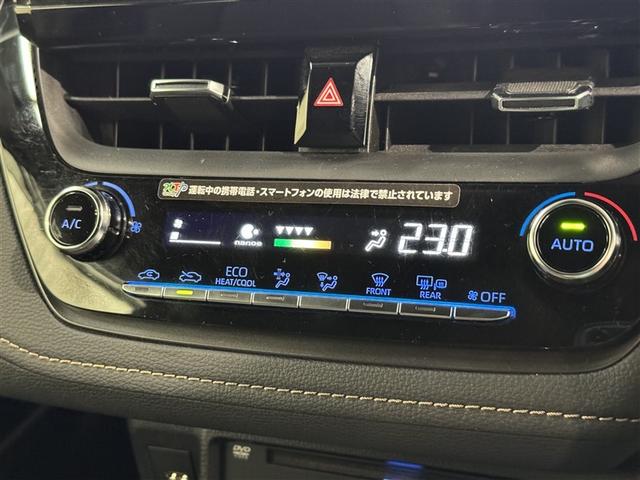 運転中の携帯電話・スマートフォンの使用は法律で禁止されています
A/C
nanoe
23.0
AUTO
ECO
HEAT/COOL
FRONT
REAR
OFF
DVD